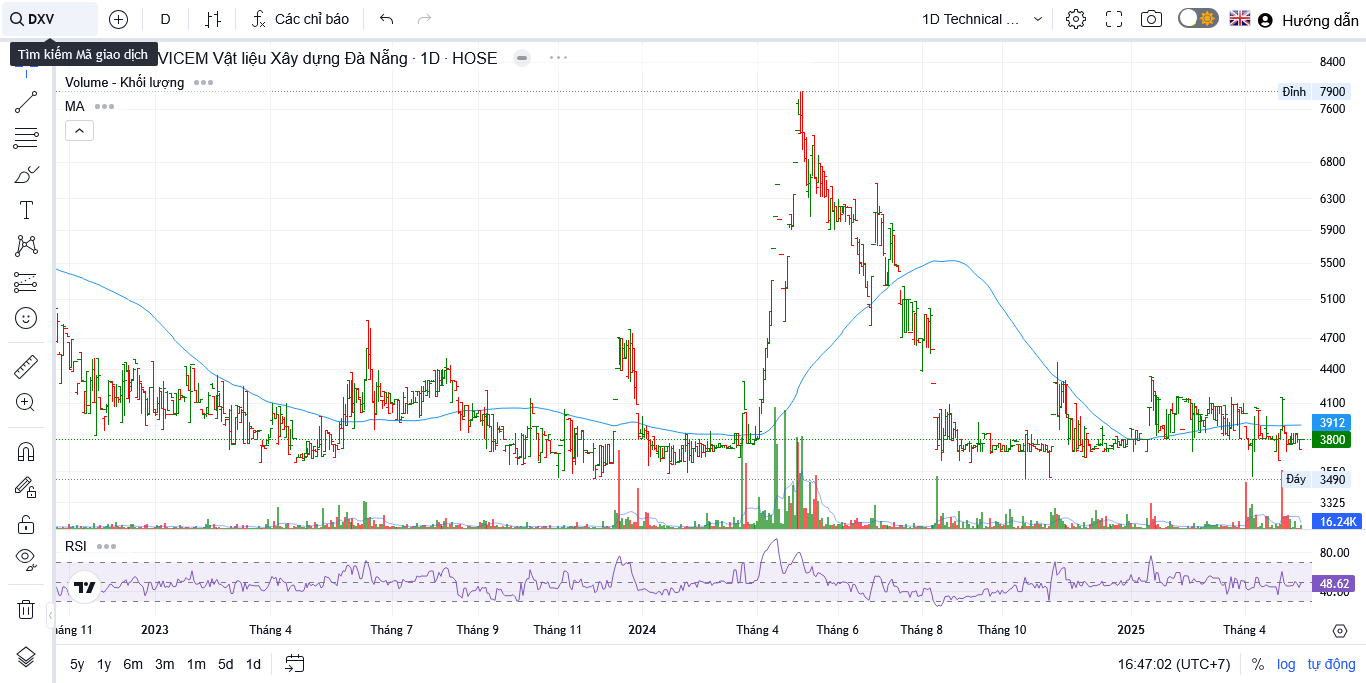 DXV D Các chỉ báo 1D Technical ... Hướng dẫn
Tìm kiếm Mã giao dịch
VICEM Vật liệu Xây dựng Đà Nẵng · 1D · HOSE
Volume - Khối lượng
MA
8400
Đỉnh 7900
7600
6800
6300
5900
5500
5100
4700
4400
4100
3912
3800
3550
Đáy 3490
3325
16.24K
RSI
80.00
48.62
40.00
áng 11 2023 Tháng 4 Tháng 7 Tháng 9 Tháng 11 2024 Tháng 4 Tháng 6 Tháng 8 Tháng 10 2025 Tháng 4
5y 1y 6m 3m 1m 5d 1d 16:47:02 (UTC+7) % log tự động